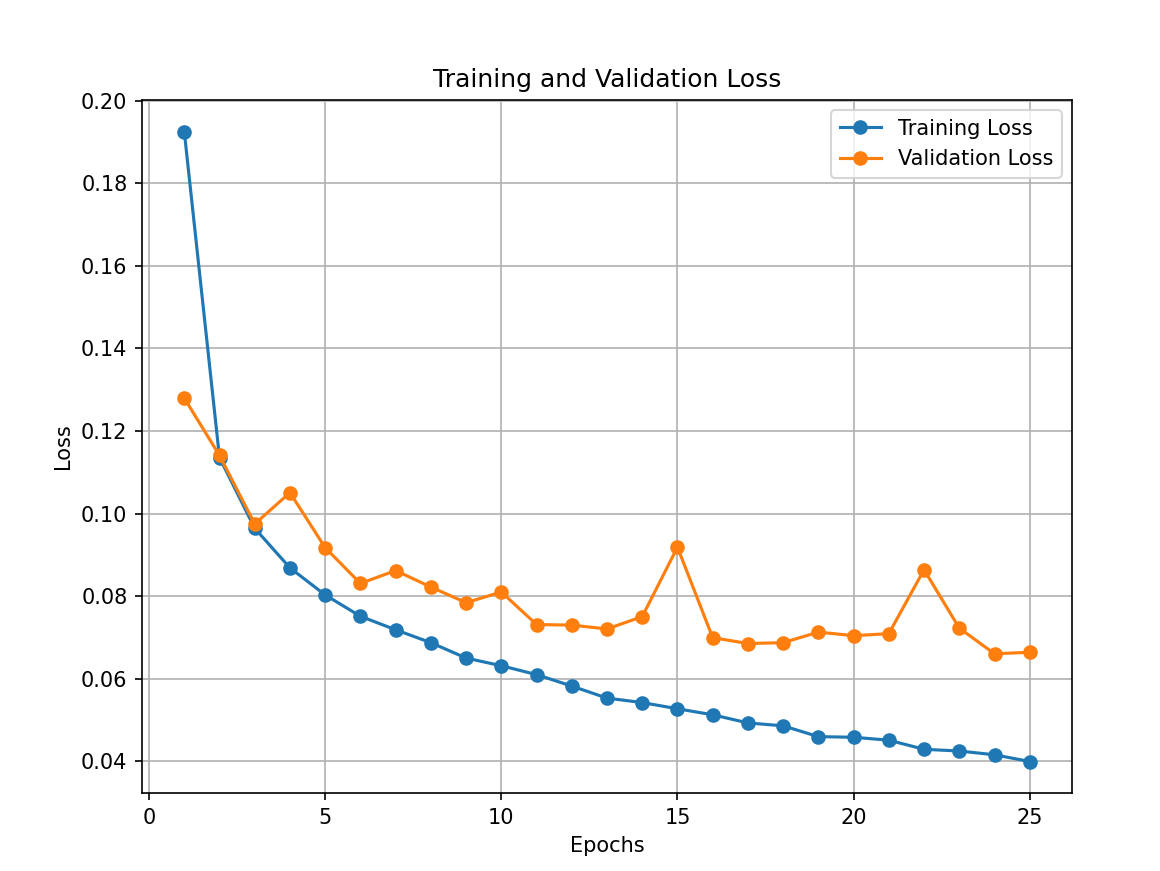 Training and Validation Loss
Training Loss
Validation Loss
0.20
0.18
0.16
0.14
0.12
0.10
0.08
0.06
0.04
Loss
0 5 10 15 20 25
Epochs